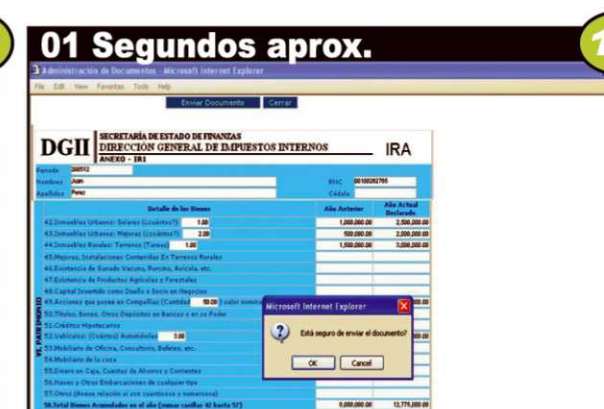 01 Segundos aprox.
Administración de Documentos - Microsoft Internet Explorer
File Edit View Favorites Tools Help
Enviar Documento Cerrar
DGII
SECRETARÍA DE ESTADO DE FINANZAS
DIRECCIÓN GENERAL DE IMPUESTOS INTERNOS
IRA
ANEXO - IR1
Periodo 200512
Nombres Juan RNC
Apellidos Perez Cédula
Detalle de los Bienes Año Anterior Año Actual Declarado
42.Inmuebles Urbanos: Solares (¿cuántos?) 1.00 1,000,000.00 2,500,000.00
43.Inmuebles Urbanos: Mejoras (¿cuántos?) 2.00 500,000.00 2,000,000.00
44.Inmuebles Rurales: Terrenos (Tareas) 1.00 1,500,000.00 3,000,000.00
45.Mejoras, Instalaciones Contenidas En Terrenos Rurales
46.Existencia de Ganado Vacuno, Porcino, Avícola, etc.
47.Existencia de Productos Agrícolas y Forestales
48.Capital Invertido como Dueño o Socio en Negocios
49.Acciones que posee en Compañías (Cantidad 50.00 ) valor
50.Títulos, Bonos, Otros Depósitos en Bancos o en su Poder
51.Créditos Hipotecarios
52.Vehículos: (Cuántos) Automóviles 1.00
53.Mobiliario de Oficina, Consultorio, Bufetes, etc.
54.Mobiliario de la casa
55.Dinero en Caja, Cuentas de Ahorros y Corrientes
56.Naves y Otras Embarcaciones de cualquier tipo
57.Otros (Anexe relación si son cuantiosos o numerosos)
58.Total Bienes Acumulados en el año (sumar casillas 42 hasta 57) 12,775,000.00
VI. PATRIMONIO
Microsoft Internet Explorer
Está seguro de enviar el documento?
OK Cancel